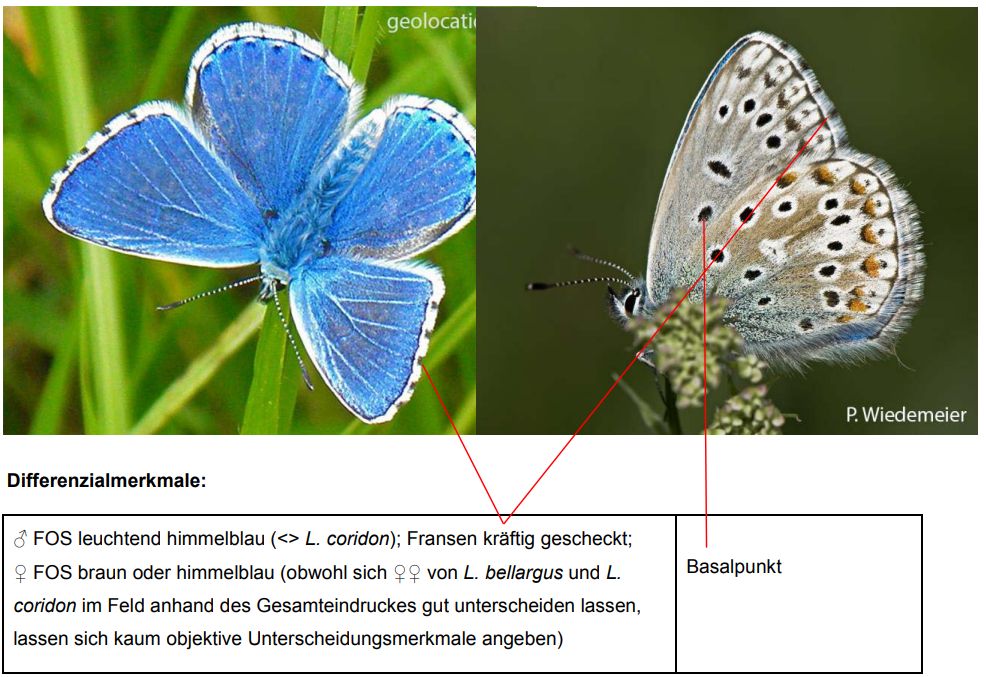 geolocatio
P. Wiedemeier
Differenzialmerkmale:
♂ FOS leuchtend himmelblau (<> L. coridon); Fransen kräftig gescheckt;
♀ FOS braun oder himmelblau (obwohl sich ♀♀ von L. bellargus und L.
coridon im Feld anhand des Gesamteindruckes gut unterscheiden lassen,
lassen sich kaum objektive Unterscheidungsmerkmale angeben)
Basalpunkt